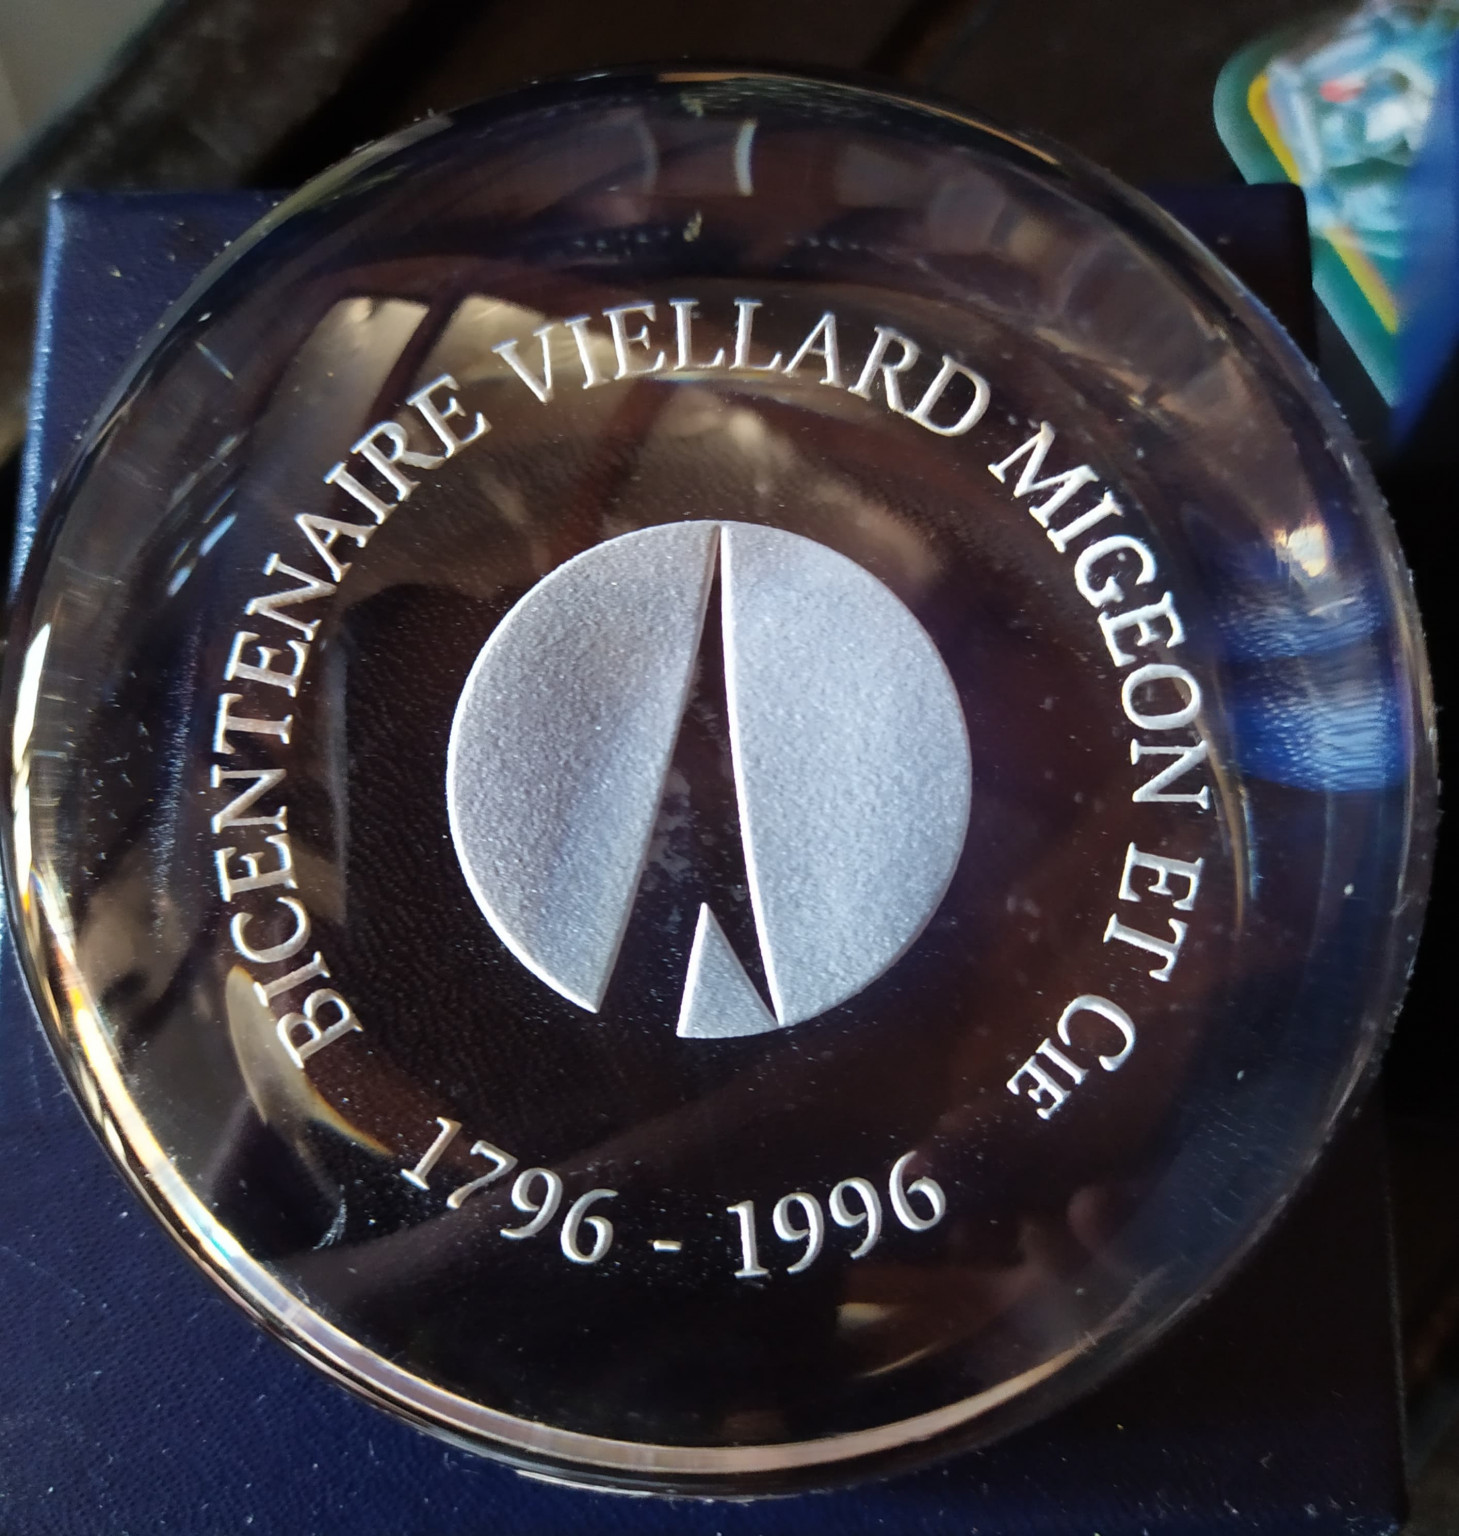 BICENTENAIRE VIELLARD MIGEON ET CIE
1796 - 1996